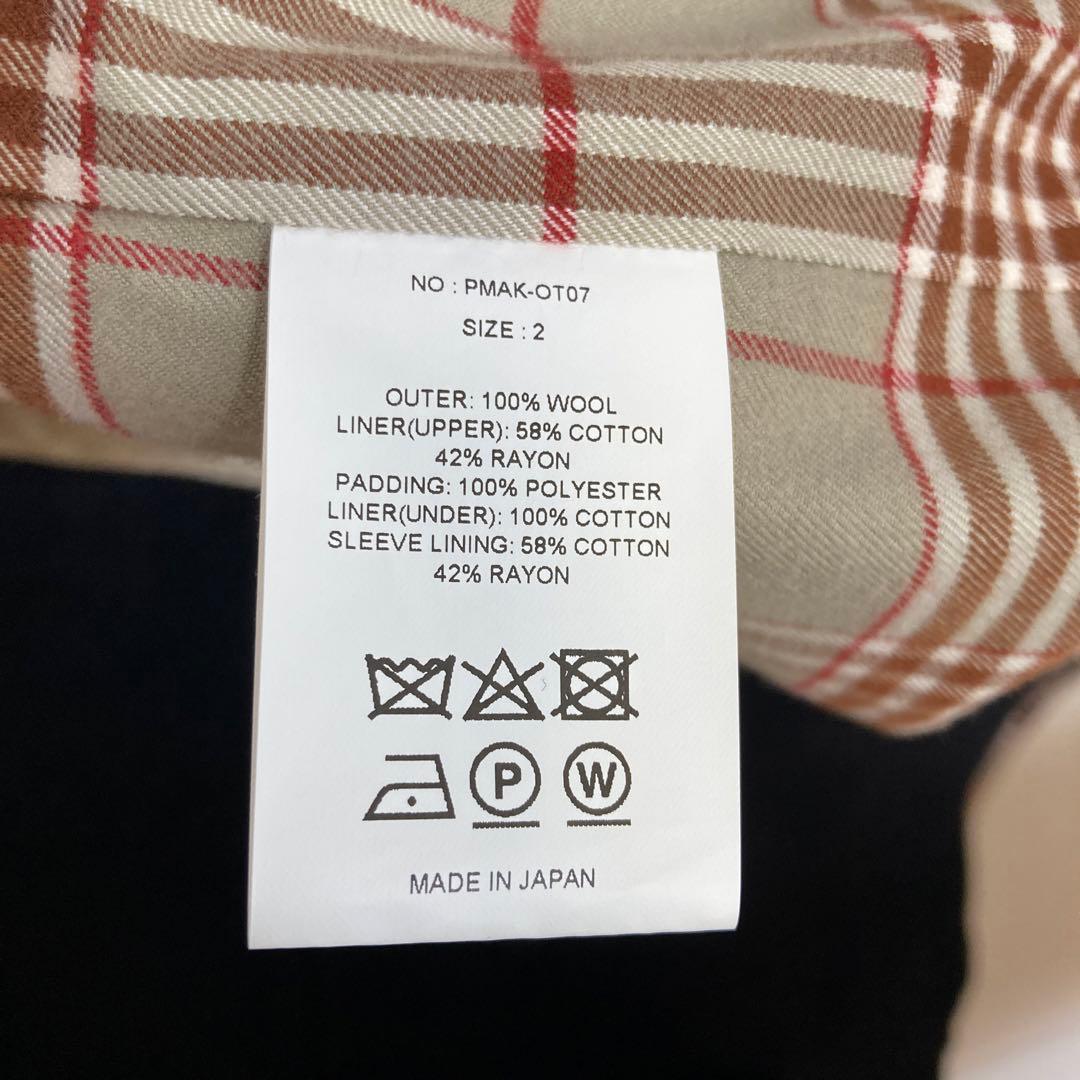 NO : PMAK-OT07
SIZE : 2
OUTER: 100% WOOL
LINER(UPPER): 58% COTTON
42% RAYON
PADDING: 100% POLYESTER
LINER(UNDER): 100% COTTON
SLEEVE LINING: 58% COTTON
42% RAYON
P W
MADE IN JAPAN